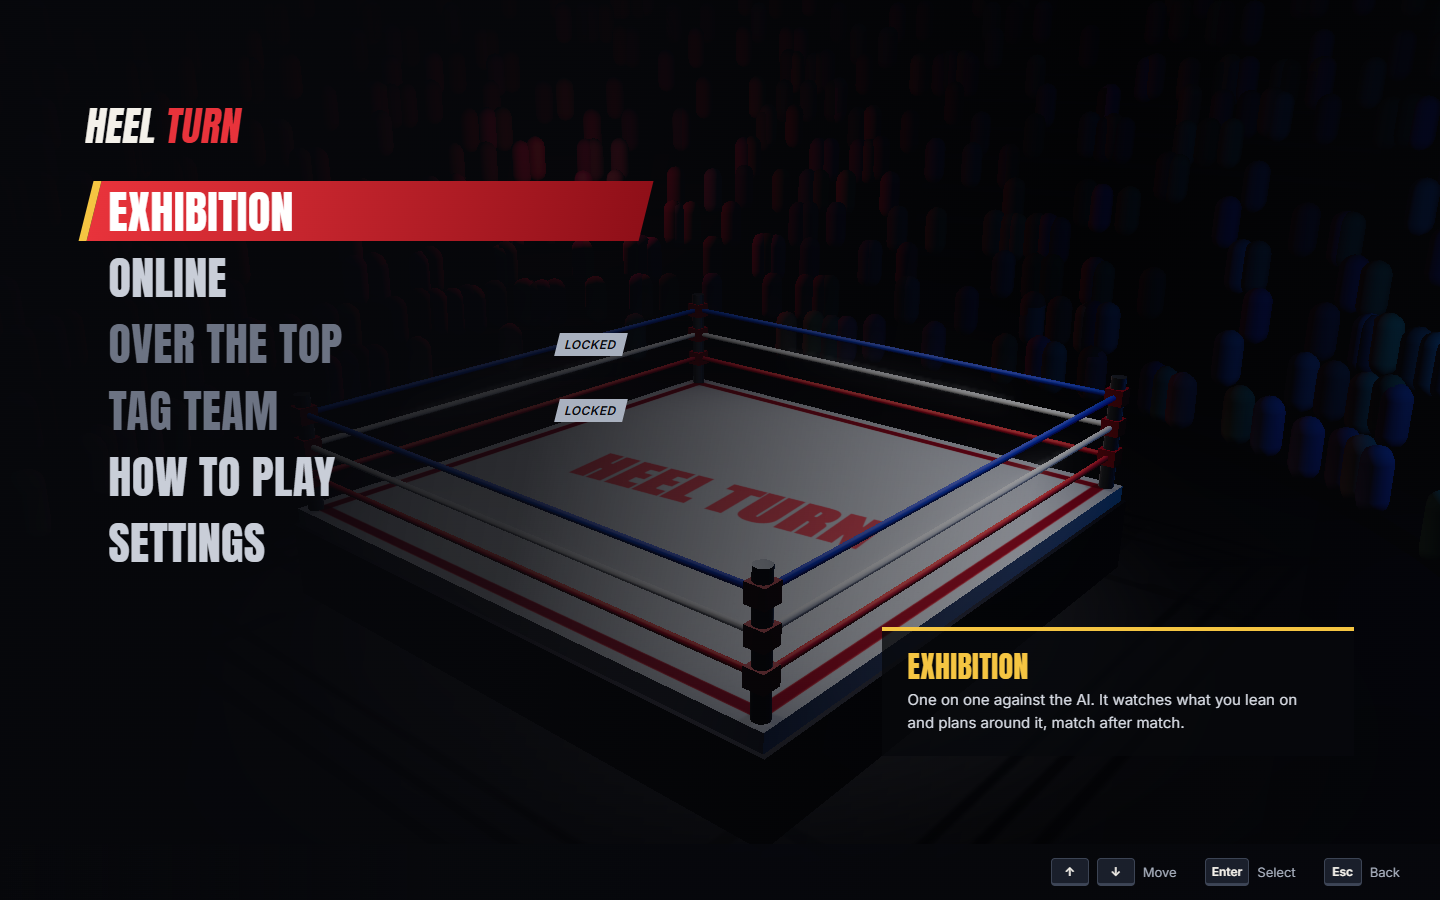 HEEL TURN
EXHIBITION
ONLINE
OVER THE TOP
LOCKED
TAG TEAM
LOCKED
HOW TO PLAY
SETTINGS
HEEL TURN
EXHIBITION
One on one against the AI. It watches what you lean on
and plans around it, match after match.
↑ ↓ Move Enter Select Esc Back